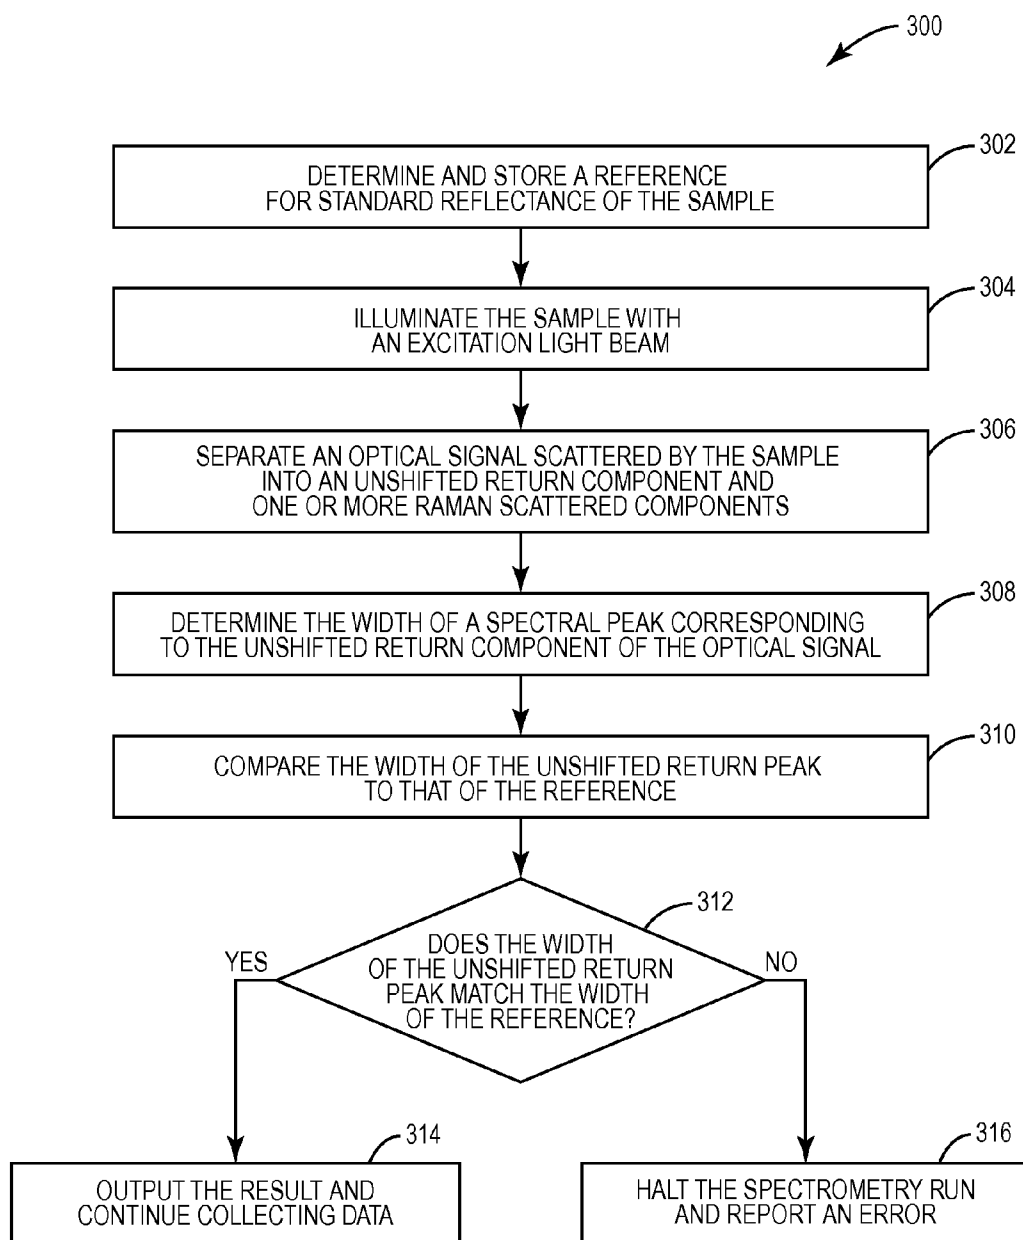 300
302
DETERMINE AND STORE A REFERENCE
FOR STANDARD REFLECTANCE OF THE SAMPLE
304
ILLUMINATE THE SAMPLE WITH
AN EXCITATION LIGHT BEAM
306
SEPARATE AN OPTICAL SIGNAL SCATTERED BY THE SAMPLE
INTO AN UNSHIFTED RETURN COMPONENT AND
ONE OR MORE RAMAN SCATTERED COMPONENTS
308
DETERMINE THE WIDTH OF A SPECTRAL PEAK CORRESPONDING
TO THE UNSHIFTED RETURN COMPONENT OF THE OPTICAL SIGNAL
310
COMPARE THE WIDTH OF THE UNSHIFTED RETURN PEAK
TO THAT OF THE REFERENCE
312
DOES THE WIDTH
OF THE UNSHIFTED RETURN
PEAK MATCH THE WIDTH
OF THE REFERENCE?
YES
NO
314
OUTPUT THE RESULT AND
CONTINUE COLLECTING DATA
316
HALT THE SPECTROMETRY RUN
AND REPORT AN ERROR